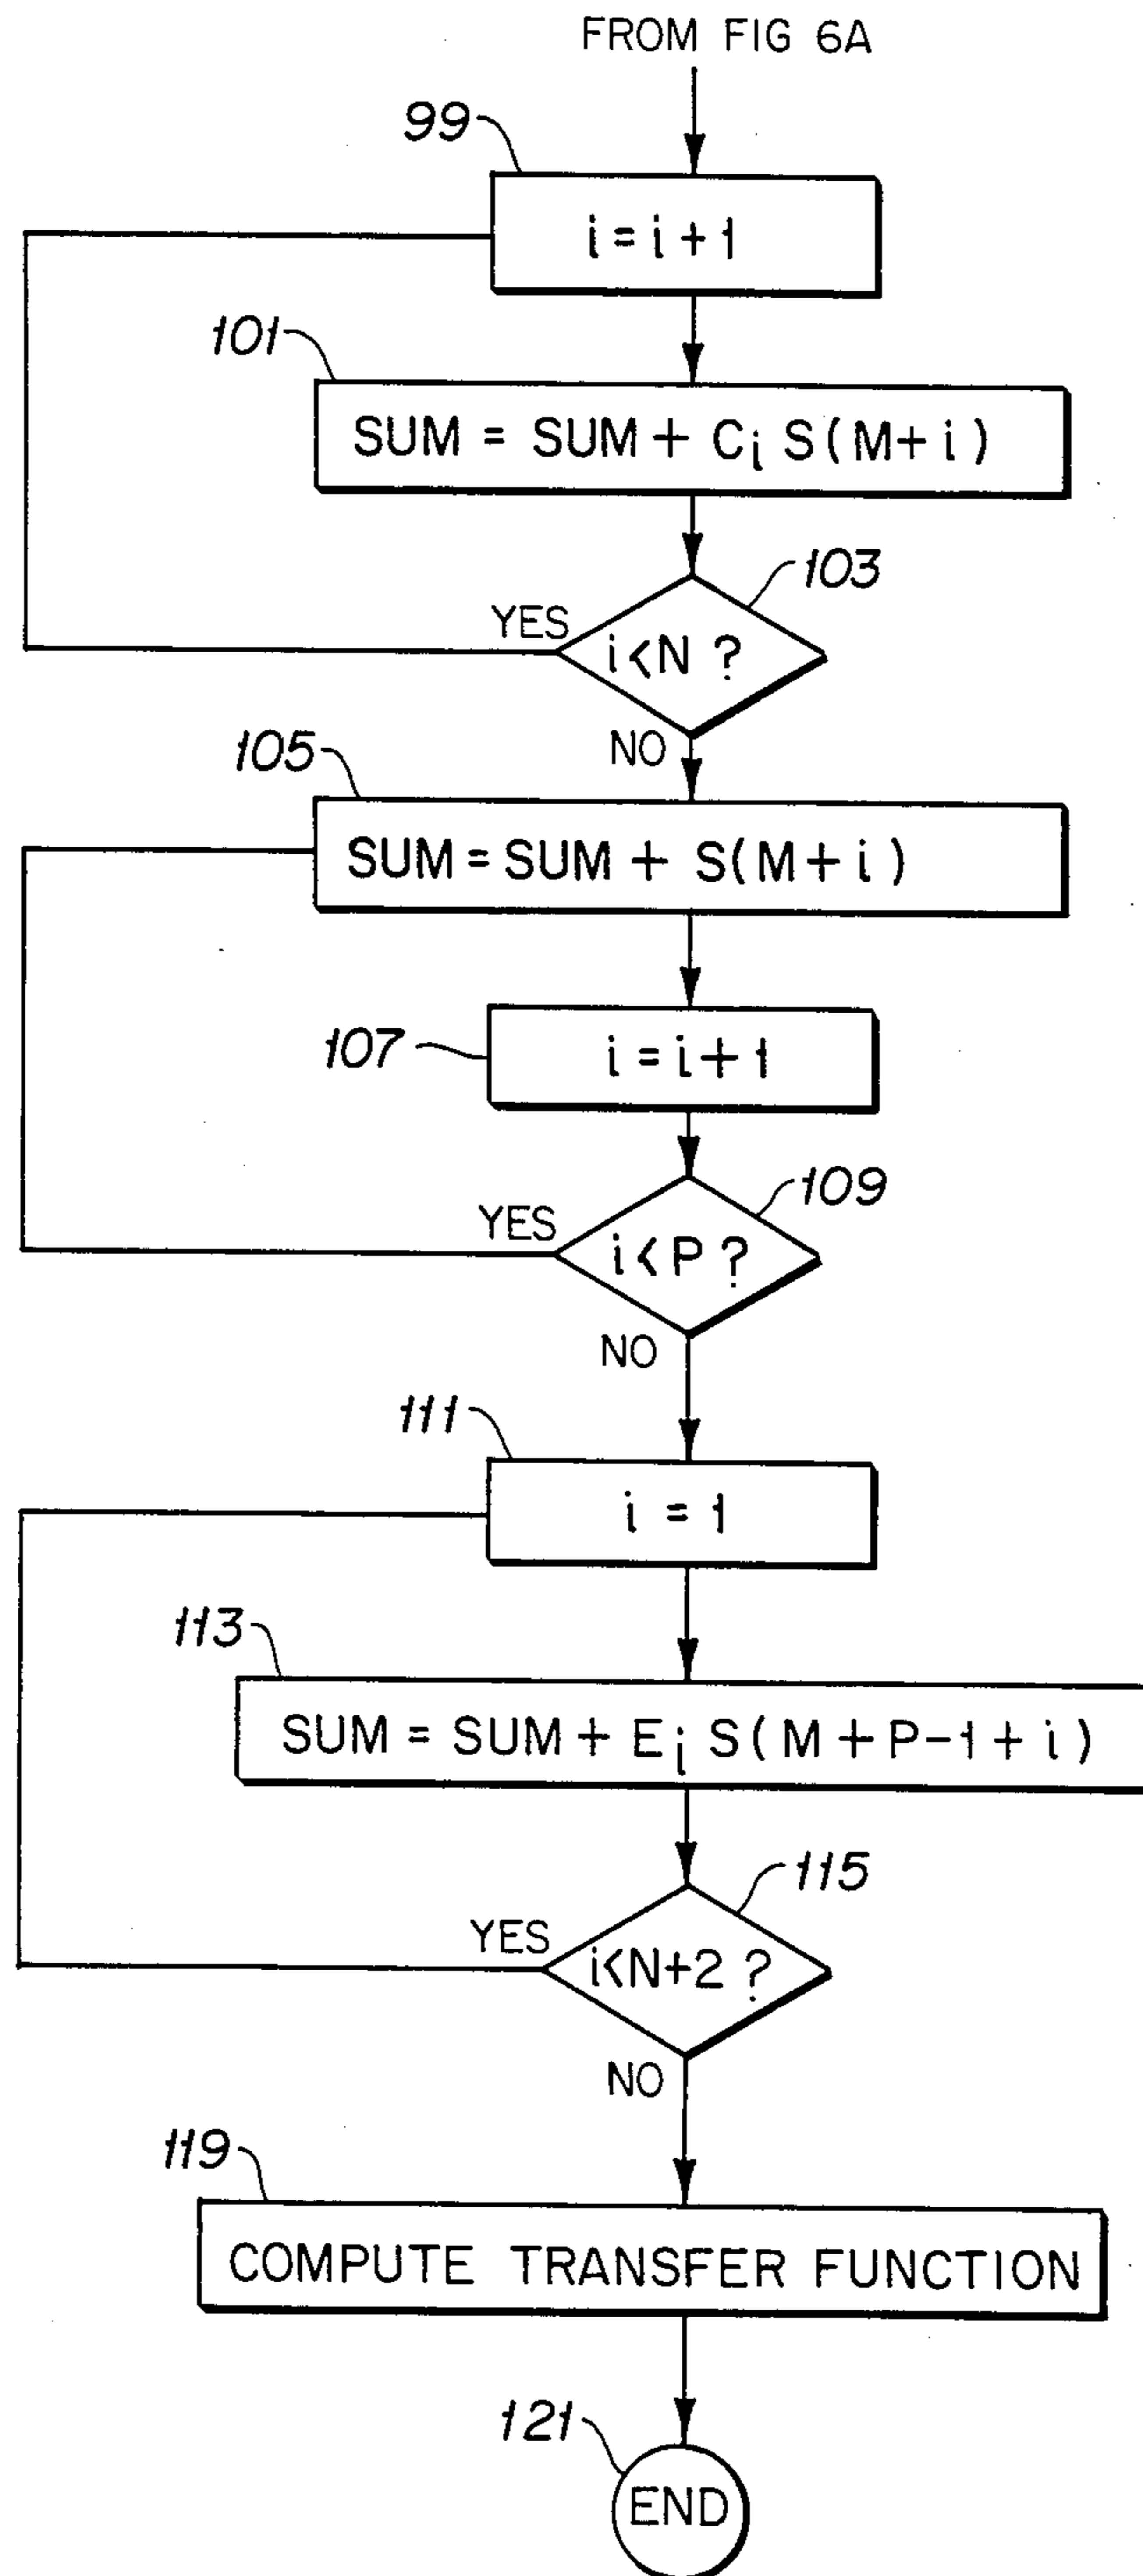 FROM FIG 6A
99
i = i + 1
101
SUM = SUM + Ci S(M+i)
103
YES
i<N ?
NO
105
SUM = SUM + S(M+i)
107
i = i + 1
109
YES
i<P ?
NO
111
i = 1
113
SUM = SUM + Ei S(M+P-1+i)
115
YES
i<N+2 ?
NO
119
COMPUTE TRANSFER FUNCTION
121
END